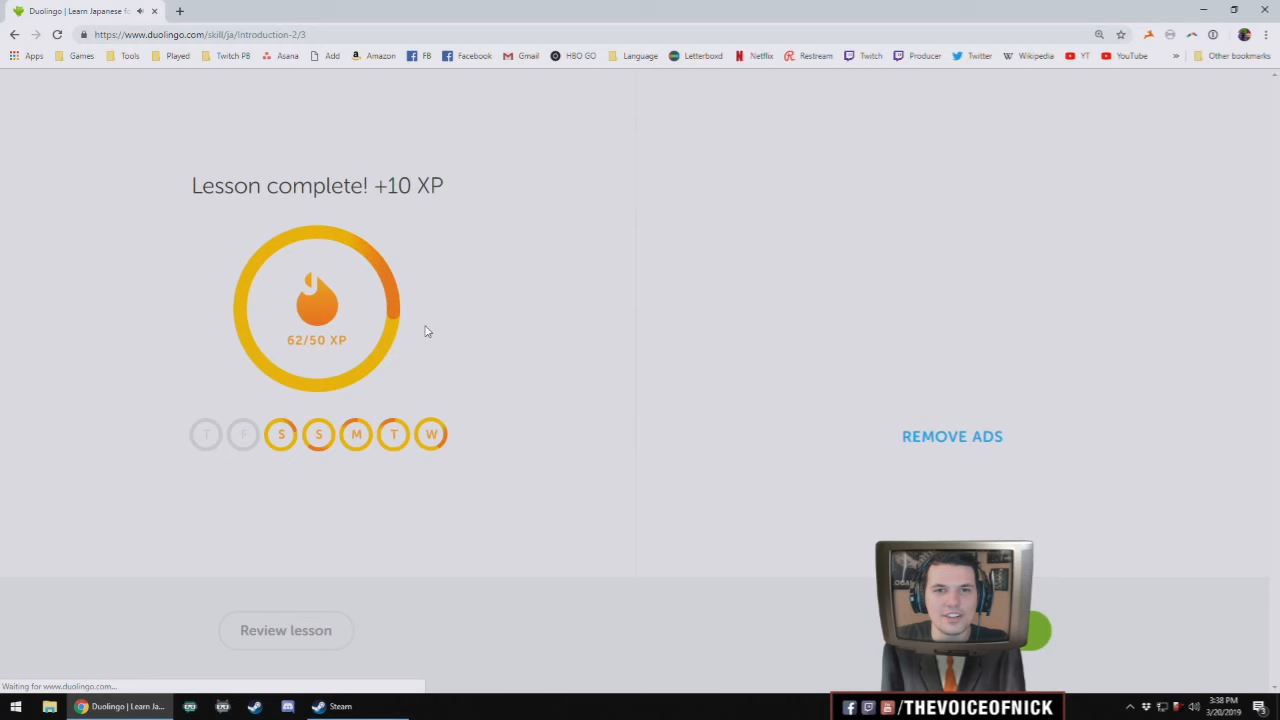 Duolingo | Learn Japanese fo
https://www.duolingo.com/skill/ja/Introduction-2/3
Apps Games Tools Played Twitch PB Asana Add Amazon FB Facebook Gmail HBO GO Language Letterboxd Netflix Restream Twitch Producer Twitter Wikipedia YT YouTube » Other bookmarks
Lesson complete! +10 XP
62/50 XP
T F S S M T W
REMOVE ADS
Review lesson
Waiting for www.duolingo.com...
/THEVOICEOFNICK
Duolingo | Learn Ja...
Steam
3:38 PM
3/20/2019